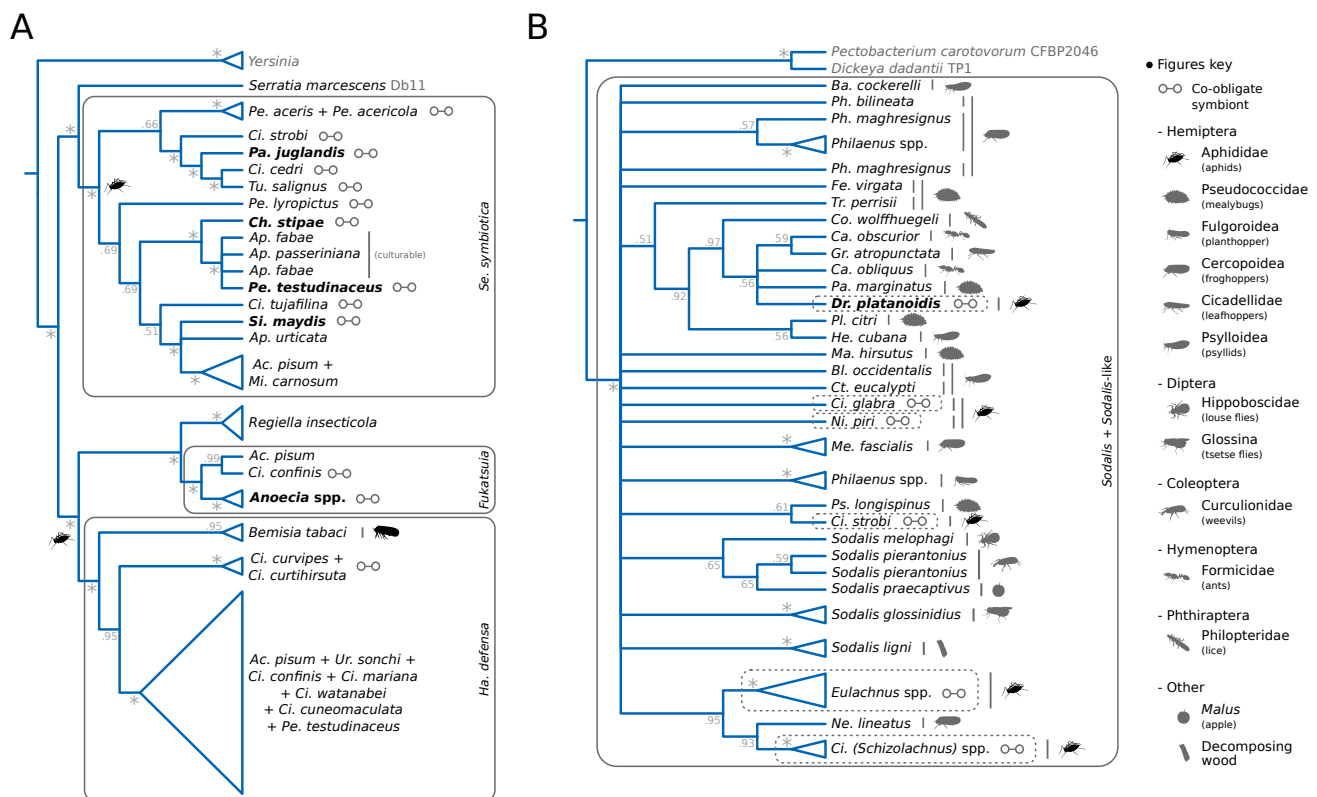 A
Yersinia
*
Serratia marcescens Db11
*
*
Pe. aceris + Pe. acericola
.66
Ci. strobi
*
Pa. juglandis
*
Ci. cedri
*
Tu. salignus
*
Pe. lyropictus
Ch. stipae
*
Ap. fabae
.69
Ap. passeriniana
(culturable)
*
Ap. fabae
.69
Pe. testudinaceus
Ci. tujafilina
.51
Si. maydis
Ap. urticata
*
Ac. pisum +
*
Mi. carnosum
Se. symbiotica
*
Regiella insecticola
*
.99
Ac. pisum
Ci. confinis
*
Anoecia spp.
*
Fukatsuia
*
.95
Bemisia tabaci
*
Ci. curvipes +
*
Ci. curtihirsuta
.95
Ac. pisum + Ur. sonchi +
Ci. confinis + Ci. mariana
+ Ci. watanabei
*
+ Ci. cuneomaculata
+ Pe. testudinaceus
Ha. defensa
B
*
Pectobacterium carotovorum CFBP2046
Dickeya dadantii TP1
Ba. cockerelli
Ph. bilineata
.57
Ph. maghresignus
*
Philaenus spp.
Ph. maghresignus
Fe. virgata
Tr. perrisii
Co. wolffhuegeli
.51
.97
.59
Ca. obscurior
Gr. atropunctata
Ca. obliquus
.56
Pa. marginatus
.92
Dr. platanoidis
Pl. citri
.56
He. cubana
Ma. hirsutus
Bl. occidentalis
*
Ct. eucalypti
Ci. glabra
Ni. piri
*
Me. fascialis
*
Philaenus spp.
.61
Ps. longispinus
Ci. strobi
Sodalis melophagi
.65
.59
Sodalis pierantonius
Sodalis pierantonius
65
Sodalis praecaptivus
*
Sodalis glossinidius
*
Sodalis ligni
*
Eulachnus spp.
.95
Ne. lineatus
.93
*
Ci. (Schizolachnus) spp.
Sodalis + Sodalis-like
• Figures key
Co-obligate
symbiont
- Hemiptera
Aphididae
(aphids)
Pseudococcidae
(mealybugs)
Fulgoroidea
(planthopper)
Cercopoidea
(froghoppers)
Cicadellidae
(leafhoppers)
Psylloidea
(psyllids)
- Diptera
Hippoboscidae
(louse flies)
Glossina
(tsetse flies)
- Coleoptera
Curculionidae
(weevils)
- Hymenoptera
Formicidae
(ants)
- Phthiraptera
Philopteridae
(lice)
- Other
Malus
(apple)
Decomposing
wood